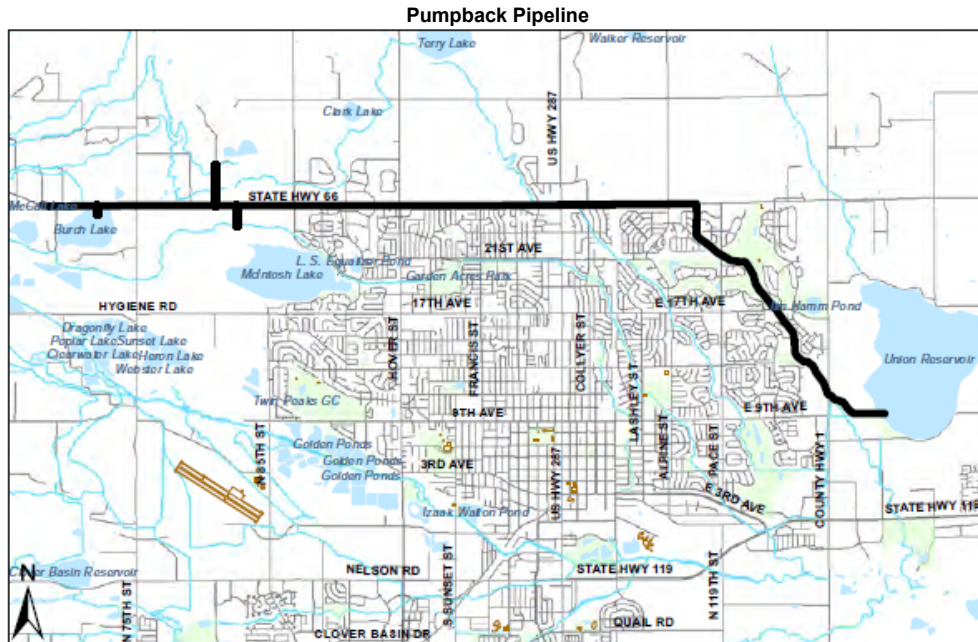 Pumpback Pipeline
Terry Lake
Walker Reservoir
Clark Lake
US HWY 287
STATE HWY 66
McCall Lake
Burch Lake
21ST AVE
L. S. Equalizer Pond
McIntosh Lake
Garden Acres Park
HYGIENE RD
17TH AVE
E 17TH AVE
Jim Hamm Pond
Dragonfly Lake
Poplar Lake
Sunset Lake
Clearwater Lake
Heron Lake
Webster Lake
HOVER ST
FRANCIS ST
COLLYER ST
Union Reservoir
LASHLEY ST
Twin Peaks GC
9TH AVE
E 9TH AVE
N 85TH ST
Golden Ponds
Golden Ponds
Golden Ponds
3RD AVE
US HWY 287
ALPINE ST
PACE ST
E 3RD AVE
COUNTY HWY 1
STATE HWY 119
Izaak Walton Pond
Clover Basin Reservoir
N
NELSON RD
STATE HWY 119
S SUNSET ST
N 75TH ST
N 119TH ST
CLOVER BASIN DR
QUAIL RD